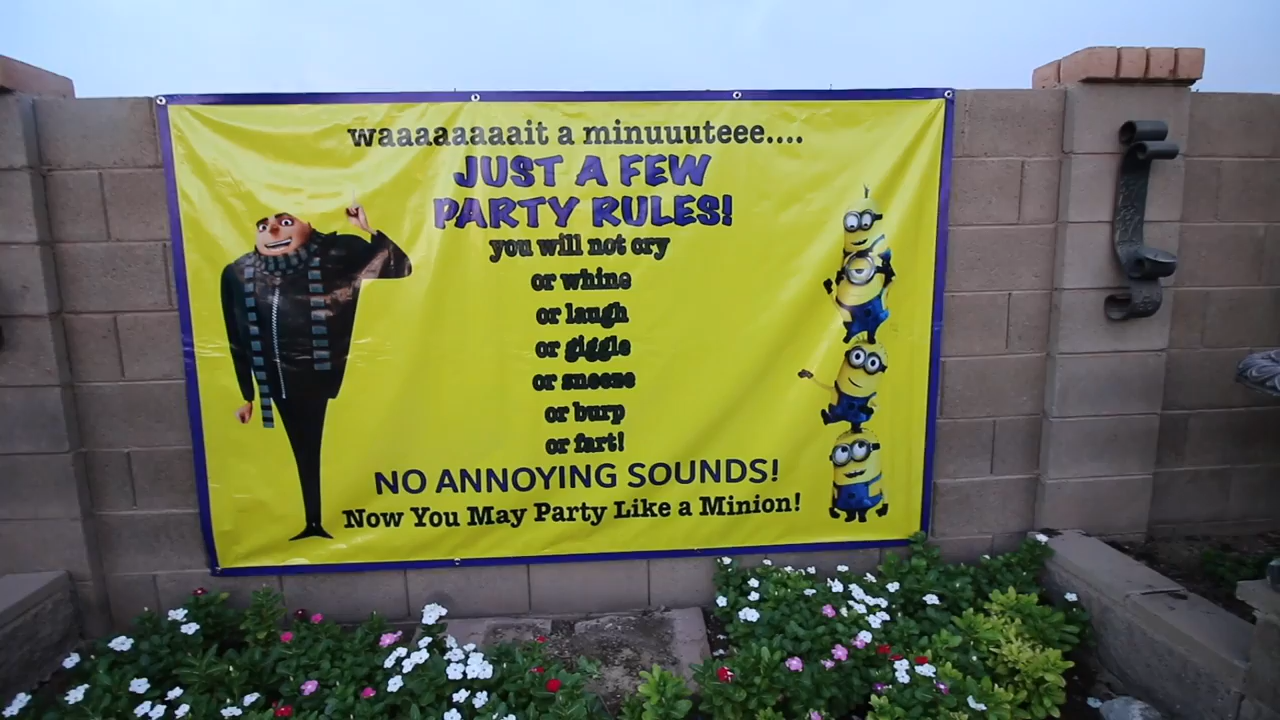 waaaaaaaait a minuuuteee....
JUST A FEW
PARTY RULES!
you will not cry
or whine
or laugh
or giggle
or sneeze
or burp
or fart!
NO ANNOYING SOUNDS!
Now You May Party Like a Minion!